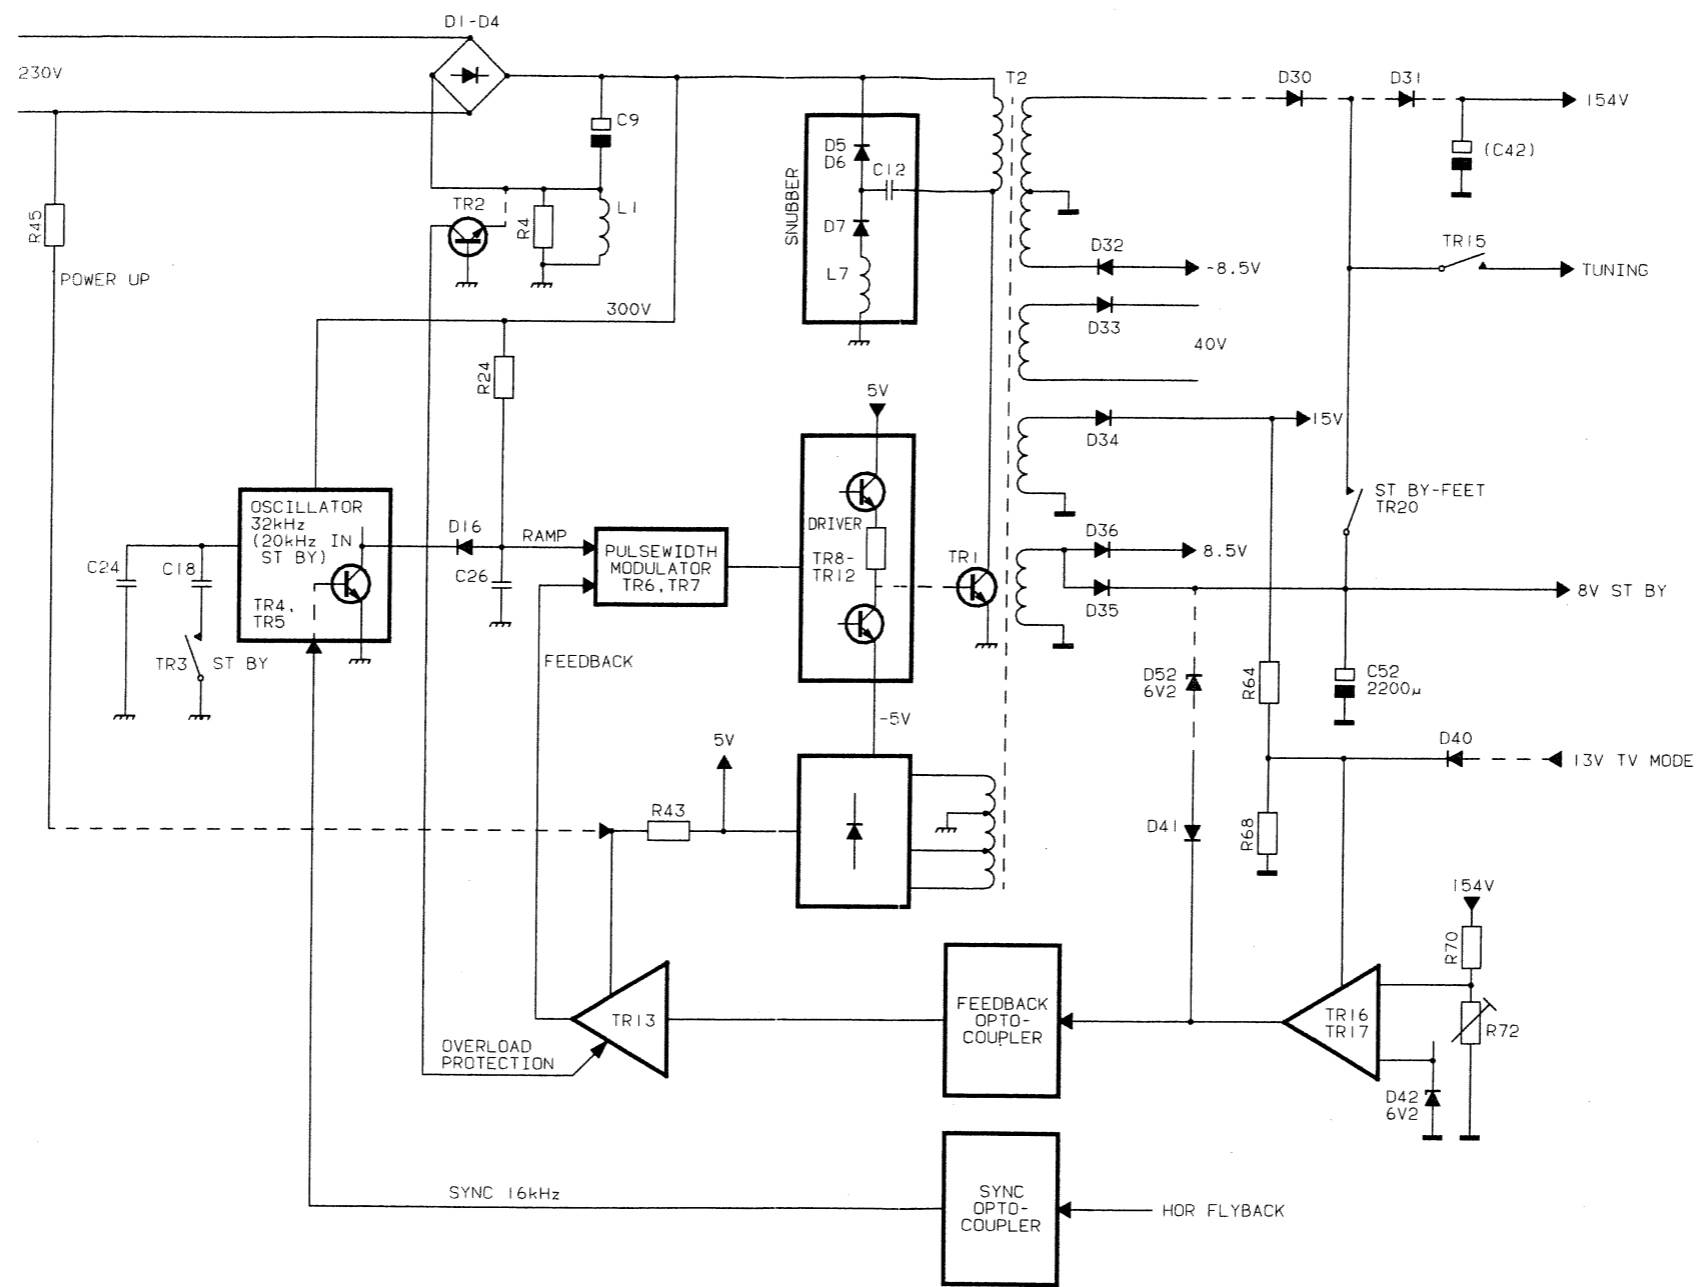 D1-D4
230V
T2
D30
D31
154V
C9
(C42)
D5
D6
C12
SNUBBER
D7
L7
R45
TR2
R4
L1
POWER UP
300V
D32
-8.5V
TR15
TUNING
D33
40V
R24
5V
D34
15V
ST BY-FEET
TR20
OSCILLATOR
32kHz
(20kHz IN
ST BY)
TR4,
TR5
D16
RAMP
C24
C18
C26
PULSEWIDTH
MODULATOR
TR6,TR7
DRIVER
TR8-
TR12
TR1
D36
8.5V
D35
8V ST BY
TR3
ST BY
FEEDBACK
D52
6V2
R64
C52
2200µ
-5V
5V
D40
13V TV MODE
R43
D41
R68
154V
R70
TR13
FEEDBACK
OPTO-
COUPLER
TR16
TR17
R72
OVERLOAD
PROTECTION
D42
6V2
SYNC 16kHz
SYNC
OPTO-
COUPLER
HOR FLYBACK